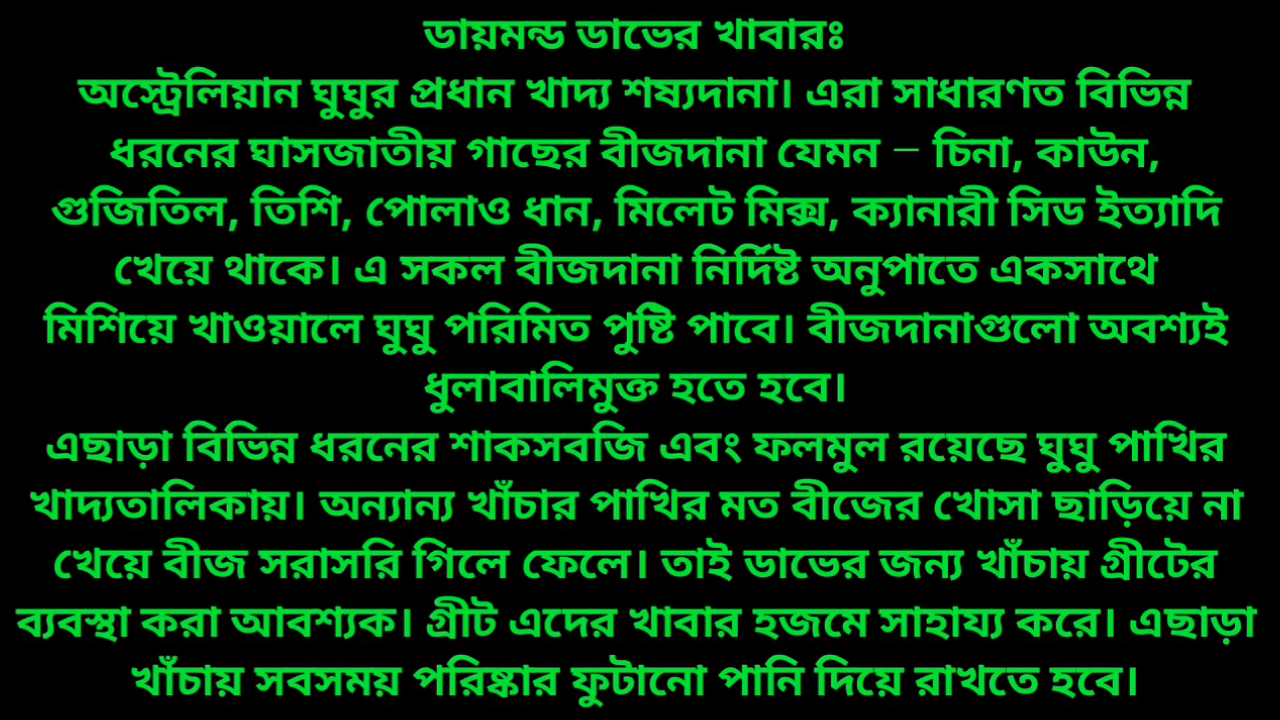 ডায়মন্ড ডাভের খাবারঃ
অস্ট্রেলিয়ান ঘুঘুর প্রধান খাদ্য শষ্যদানা। এরা সাধারণত বিভিন্ন
ধরনের ঘাসজাতীয় গাছের বীজদানা যেমন – চিনা, কাউন,
গুজিতিল, তিশি, পোলাও ধান, মিলেট মিক্স, ক্যানারী সিড ইত্যাদি
খেয়ে থাকে। এ সকল বীজদানা নির্দিষ্ট অনুপাতে একসাথে
মিশিয়ে খাওয়ালে ঘুঘু পরিমিত পুষ্টি পাবে। বীজদানাগুলো অবশ্যই
ধুলাবালিমুক্ত হতে হবে।
এছাড়া বিভিন্ন ধরনের শাকসবজি এবং ফলমুল রয়েছে ঘুঘু পাখির
খাদ্যতালিকায়। অন্যান্য খাঁচার পাখির মত বীজের খোসা ছাড়িয়ে না
খেয়ে বীজ সরাসরি গিলে ফেলে। তাই ডাভের জন্য খাঁচায় গ্রীটের
ব্যবস্থা করা আবশ্যক। গ্রীট এদের খাবার হজমে সাহায্য করে। এছাড়া
খাঁচায় সবসময় পরিষ্কার ফুটানো পানি দিয়ে রাখতে হবে।